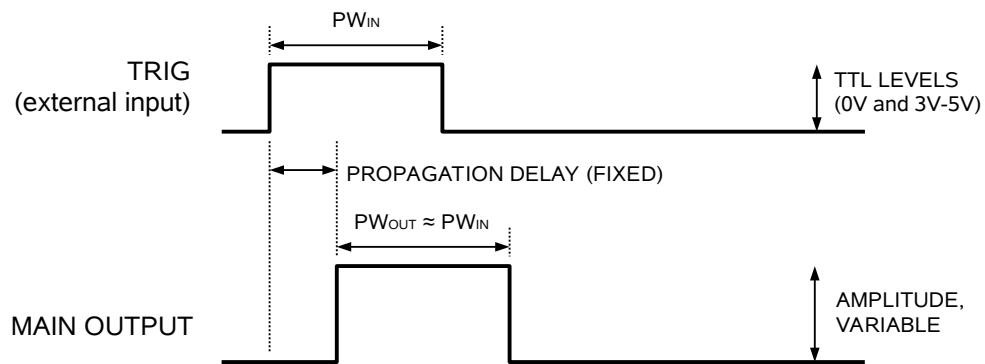 PWIN
TRIG
(external input)
TTL LEVELS
(0V and 3V-5V)
PROPAGATION DELAY (FIXED)
PWOUT ≈ PWIN
MAIN OUTPUT
AMPLITUDE,
VARIABLE